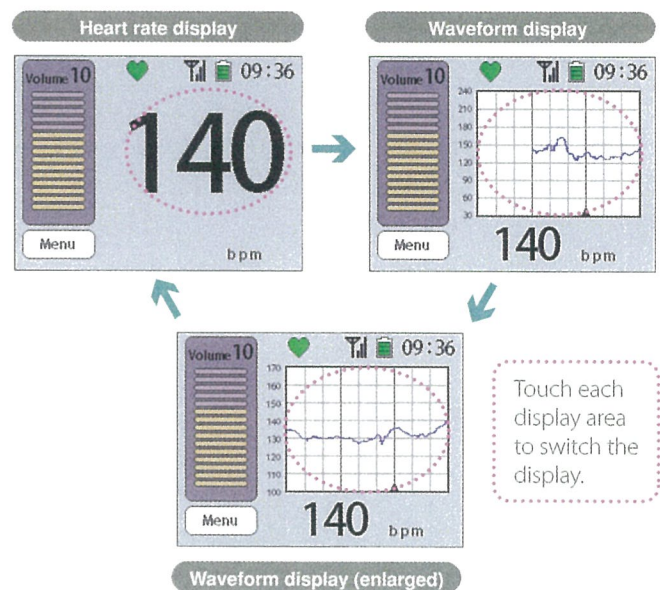 Heart rate display
Volume 10
09:36
140
Menu
bpm
Waveform display
Volume 10
09:36
240
210
180
150
120
90
60
30
Menu
140 bpm
Volume 10
09:36
170
160
150
140
130
120
110
100
Menu
140 bpm
Waveform display (enlarged)
Touch each
display area
to switch the
display.